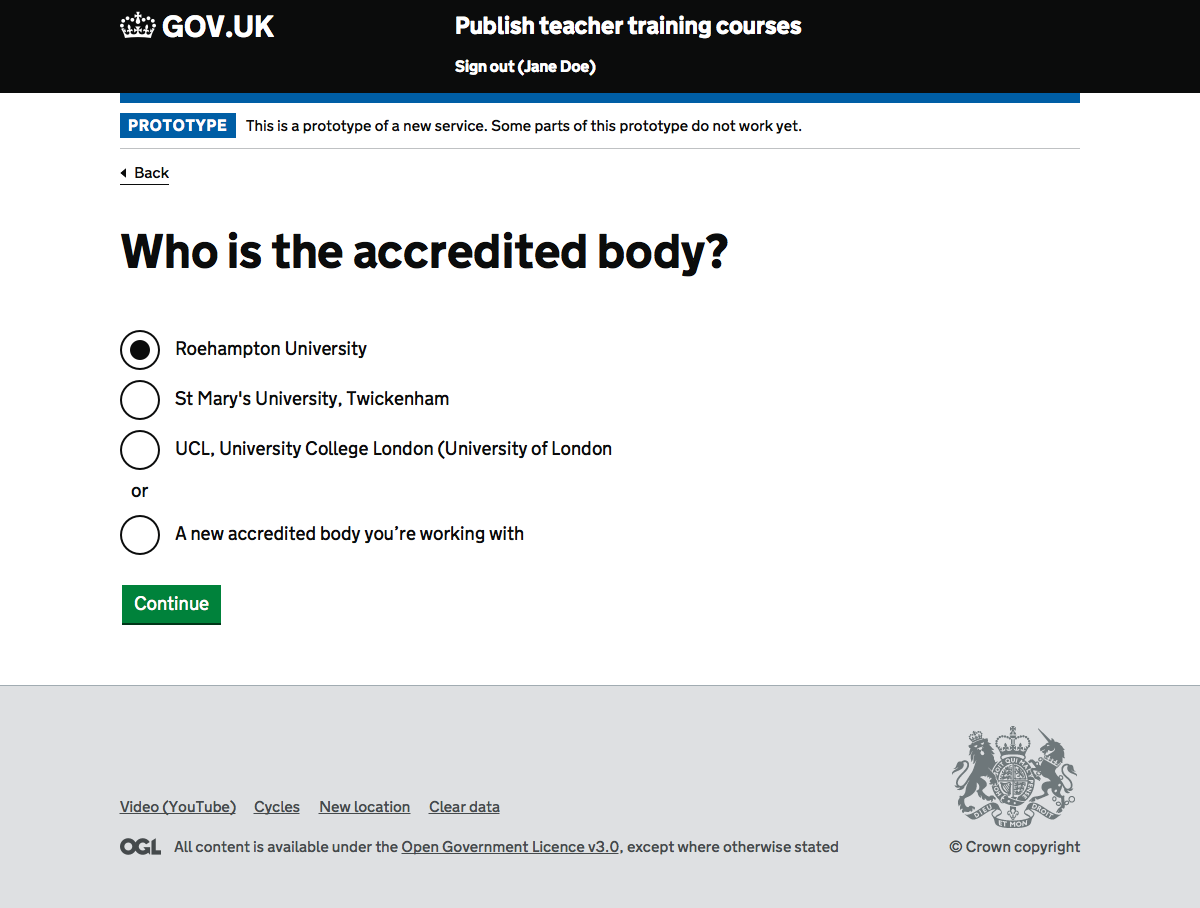 GOV.UK
Publish teacher training courses
Sign out (Jane Doe)
PROTOTYPE This is a prototype of a new service. Some parts of this prototype do not work yet.
Back
Who is the accredited body?
Roehampton University
St Mary's University, Twickenham
UCL, University College London (University of London
or
A new accredited body you’re working with
Continue
Video (YouTube) Cycles New location Clear data
OGL All content is available under the Open Government Licence v3.0, except where otherwise stated
DIEU ET MON DROIT
© Crown copyright